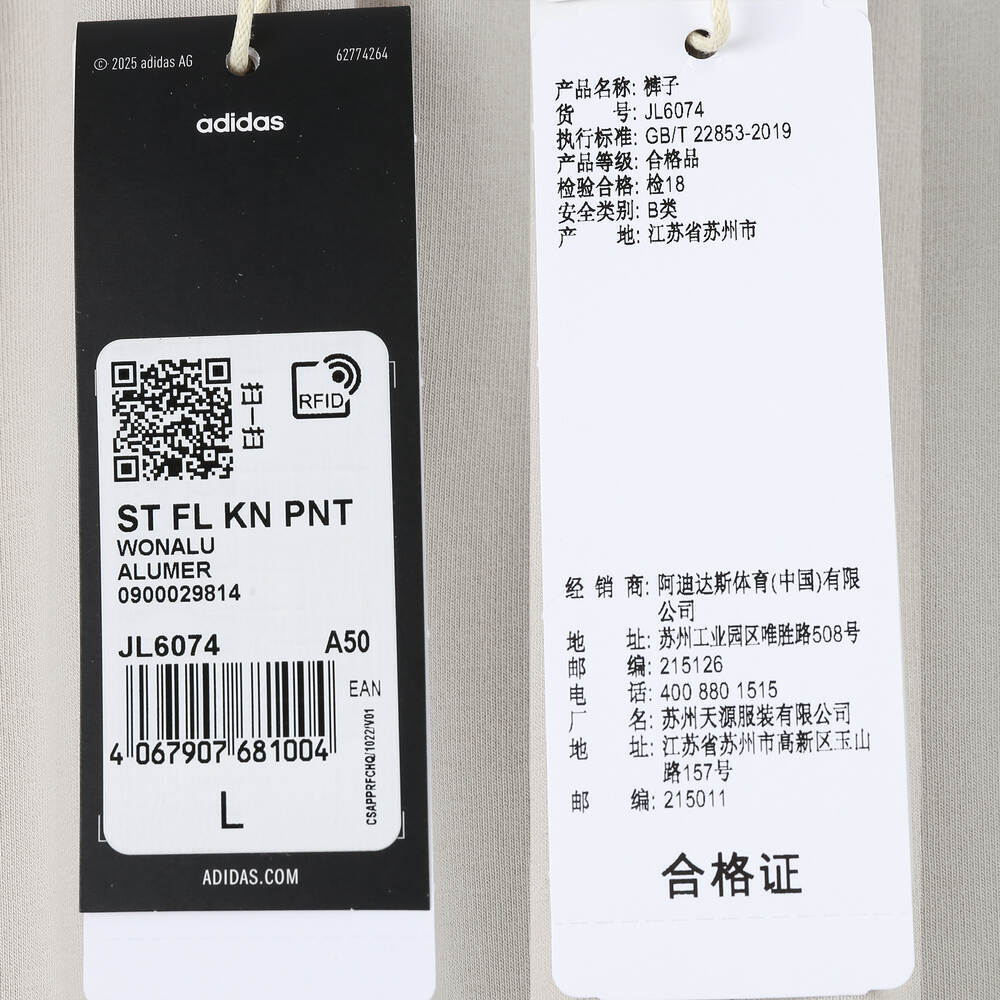 © 2025 adidas AG
62774264
adidas
扫一扫
RFID
ST FL KN PNT
WONALU
ALUMER
0900029814
JL6074
A50
EAN
4 067907 681004
CSAPPRFCHQ/1022/V01
L
ADIDAS.COM
产品名称: 裤子
货 号: JL6074
执行标准: GB/T 22853-2019
产品等级: 合格品
检验合格: 检18
安全类别: B类
产 地: 江苏省苏州市
经 销 商: 阿迪达斯体育(中国)有限
公司
地 址: 苏州工业园区唯胜路508号
邮 编: 215126
电 话: 400 880 1515
厂 名: 苏州天源服装有限公司
地 址: 江苏省苏州市高新区玉山
路157号
邮 编: 215011
合格证